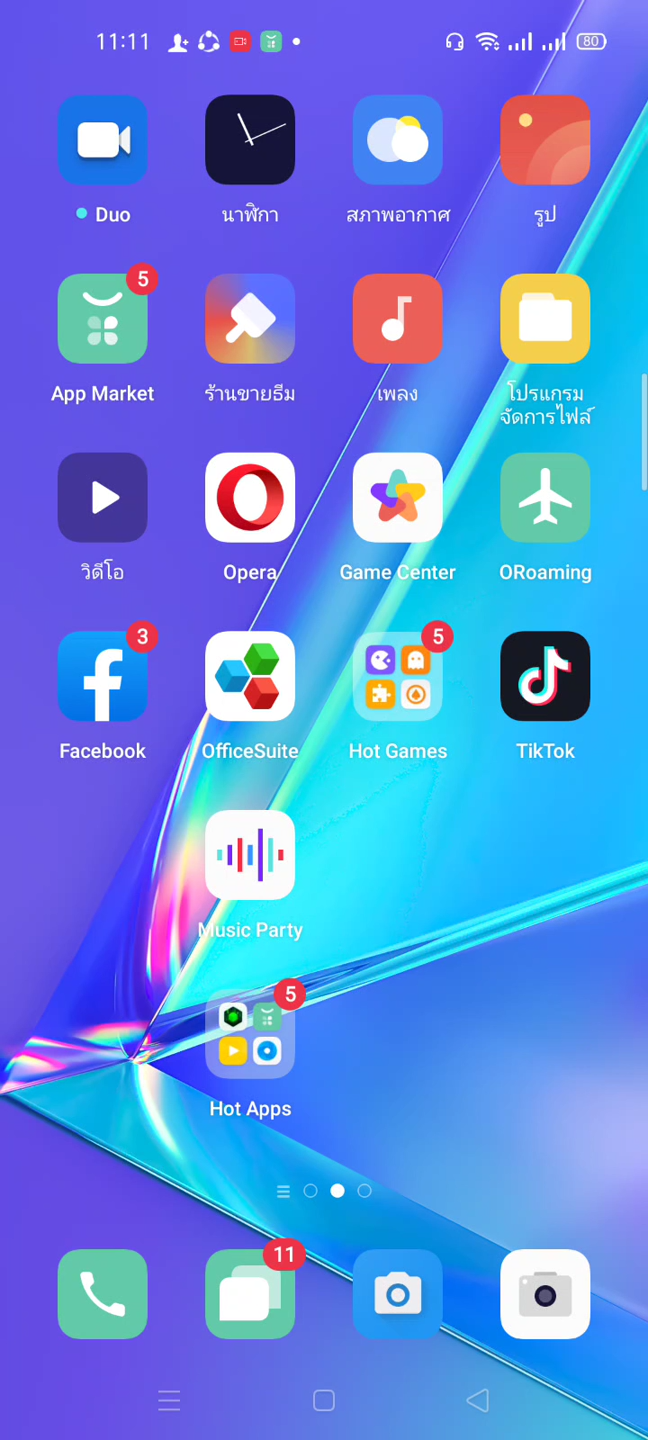 11:11
80
Duo
นาฬิกา
สภาพอากาศ
รูป
5
App Market
ร้านขายธีม
เพลง
โปรแกรม
จัดการไฟล์
วิดีโอ
Opera
Game Center
ORoaming
3
5
Facebook
OfficeSuite
Hot Games
TikTok
Music Party
5
Hot Apps
11